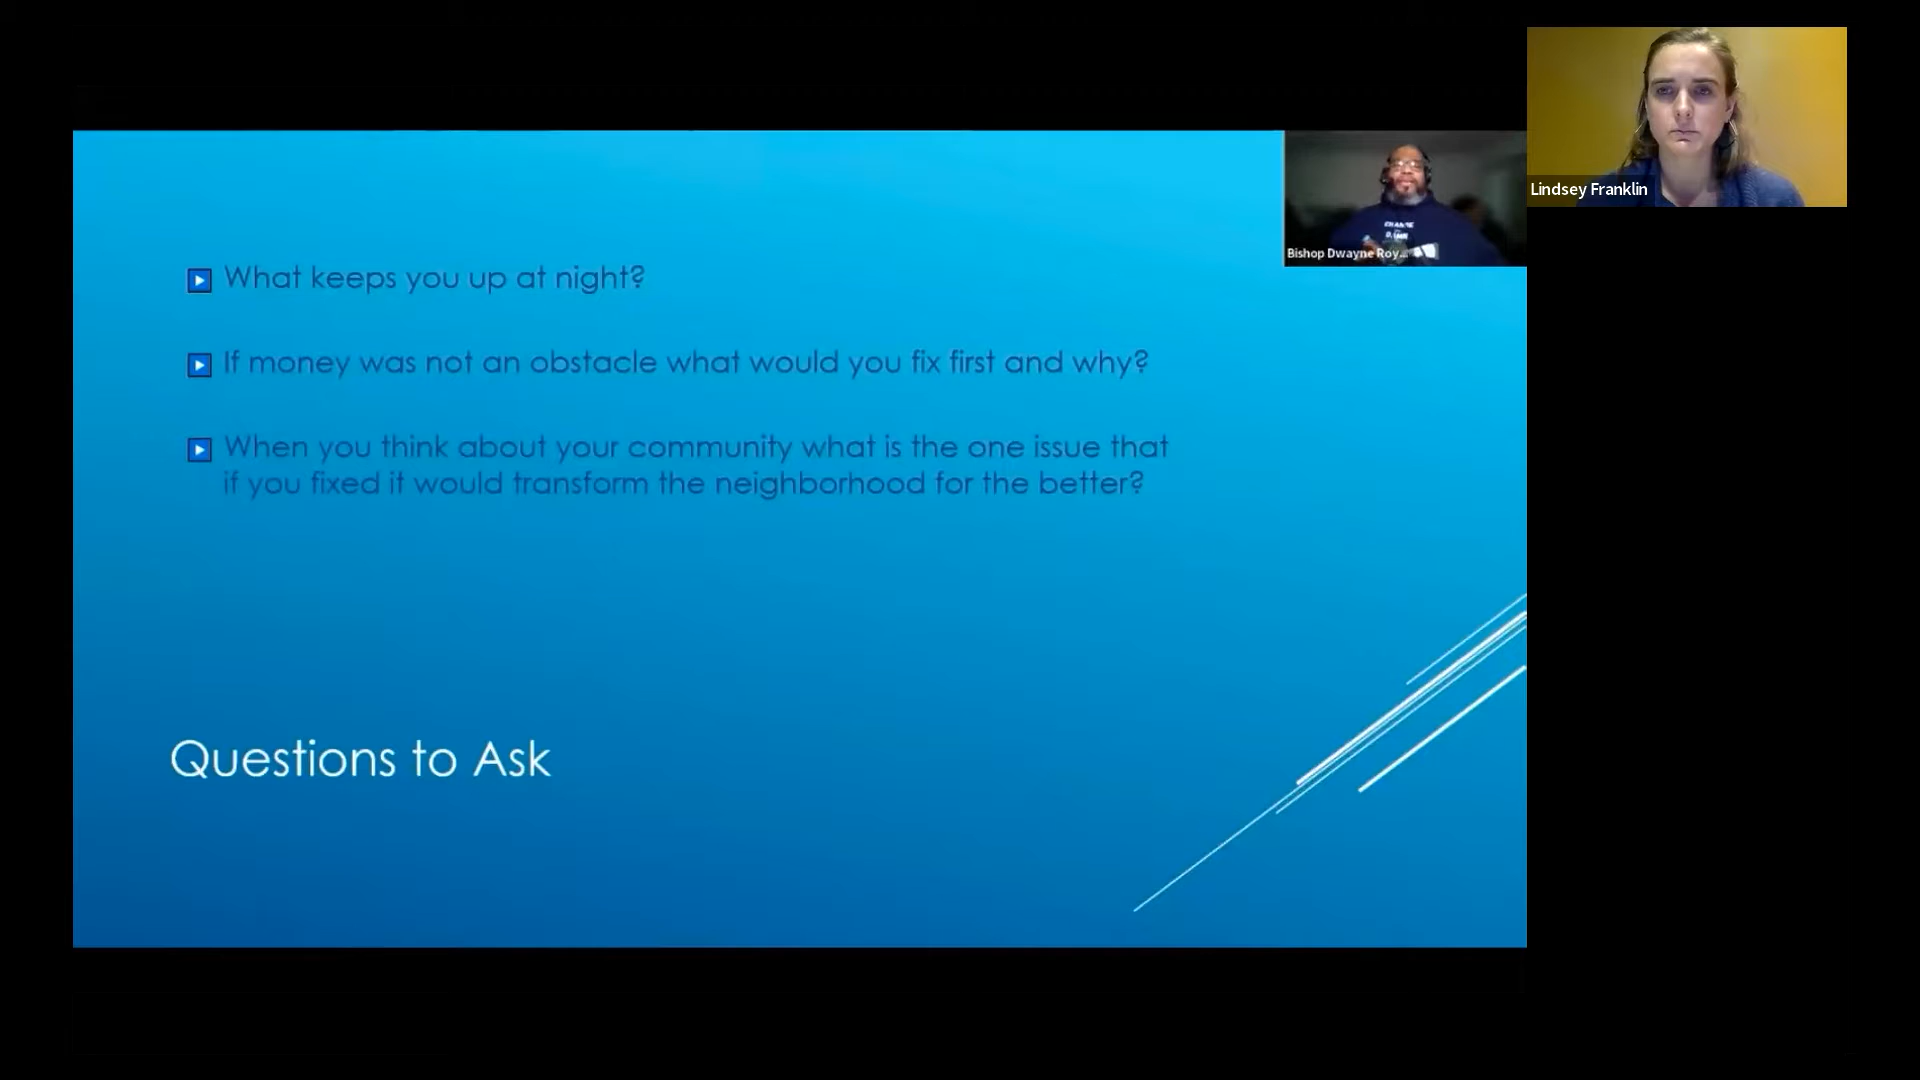 Lindsey Franklin
Bishop Dwayne Roy...
What keeps you up at night?
If money was not an obstacle what would you fix first and why?
When you think about your community what is the one issue that
if you fixed it would transform the neighborhood for the better?
Questions to Ask